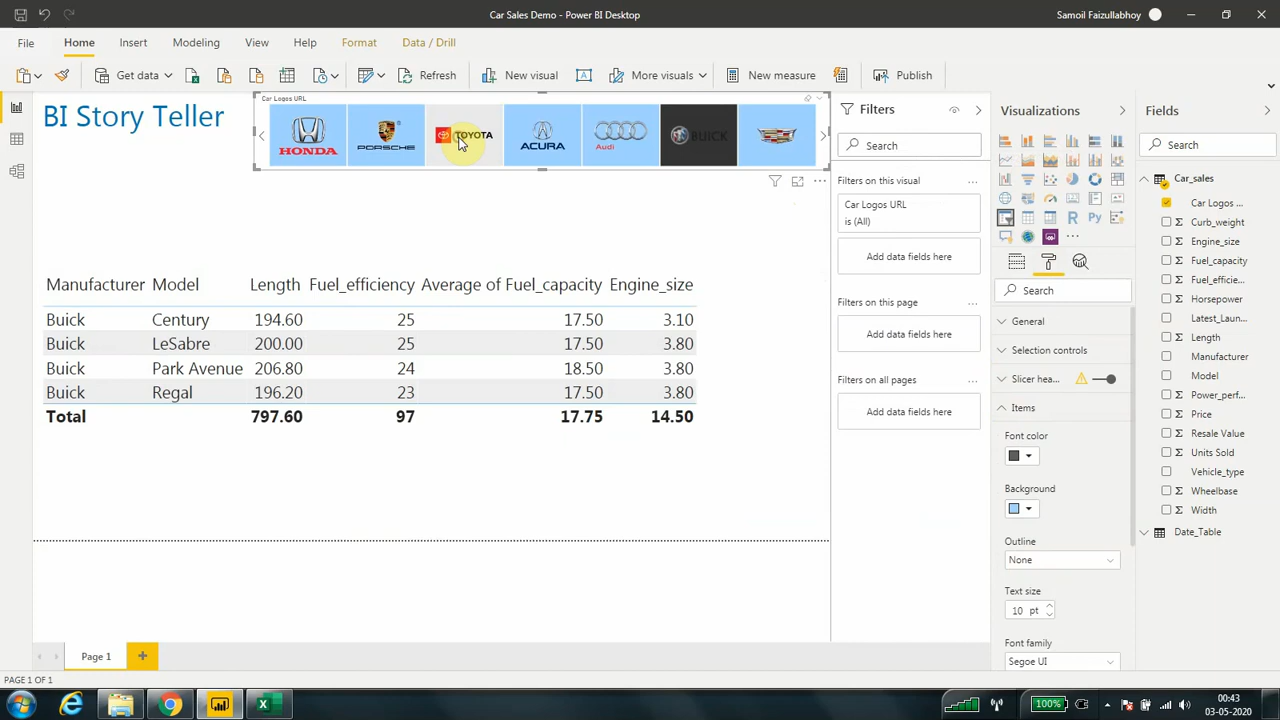 Car Sales Demo - Power BI Desktop
Samoil Faizullabhoy
File Home Insert Modeling View Help Format Data / Drill
Get data
Refresh
New visual
A
More visuals
New measure
Publish
BI Story Teller
Car Logos URL
HONDA
PORSCHE
TOYOTA
ACURA
Audi
BUICK
Manufacturer Model Length Fuel_efficiency Average of Fuel_capacity Engine_size
Buick Century 194.60 25 17.50 3.10
Buick LeSabre 200.00 25 17.50 3.80
Buick Park Avenue 206.80 24 18.50 3.80
Buick Regal 196.20 23 17.50 3.80
Total 797.60 97 17.75 14.50
Filters
Search
Filters on this visual
Car Logos URL
is (All)
Add data fields here
Filters on this page
Add data fields here
Filters on all pages
Add data fields here
Visualizations
R Py
Search
General
Selection controls
Slicer hea...
Items
Font color
Background
Outline
None
Text size
10 pt
Font family
Segoe UI
Fields
Search
Car_sales
Car Logos ...
Curb_weight
Engine_size
Fuel_capacity
Fuel_efficie...
Horsepower
Latest_Laun...
Length
Manufacturer
Model
Power_perf...
Price
Resale Value
Units Sold
Vehicle_type
Wheelbase
Width
Date_Table
Page 1
PAGE 1 OF 1
100%
00:43
03-05-2020